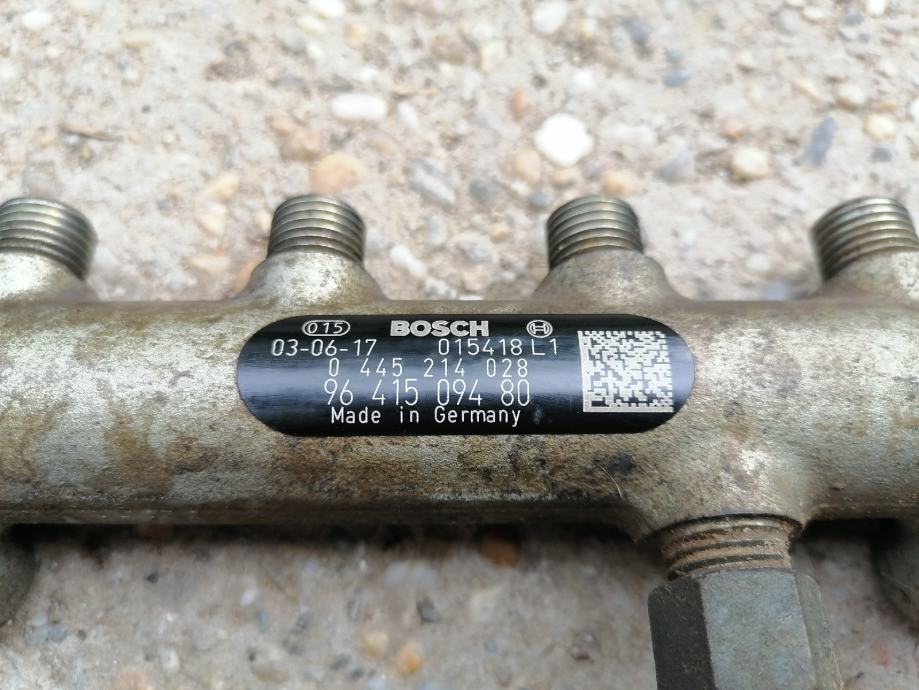 015 BOSCH
03-06-17 015418 L1
0 445 214 028
96 415 094 80
Made in Germany